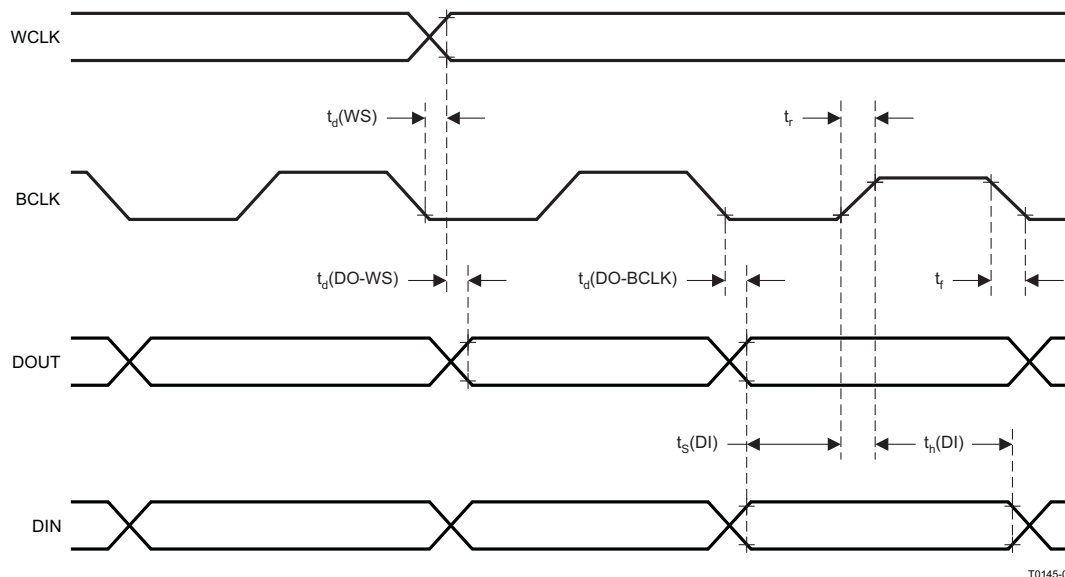 WCLK
t_d(WS)
t_r
BCLK
t_d(DO-WS)
t_d(DO-BCLK)
t_f
DOUT
t_S(DI)
t_h(DI)
DIN